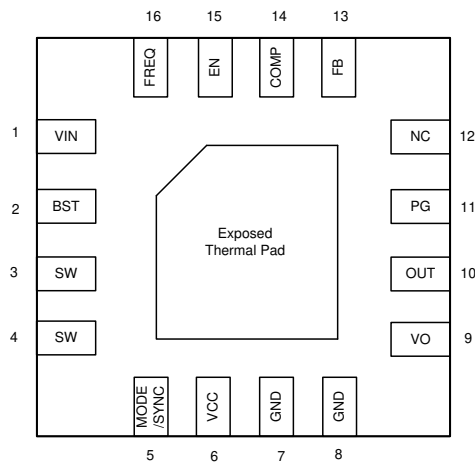 16 15 14 13
FREQ
EN
COMP
FB
1 VIN
NC 12
2 BST
PG 11
Exposed
Thermal Pad
3 SW
OUT 10
4 SW
VO 9
MODE
/SYNC
VCC
GND
GND
5 6 7 8